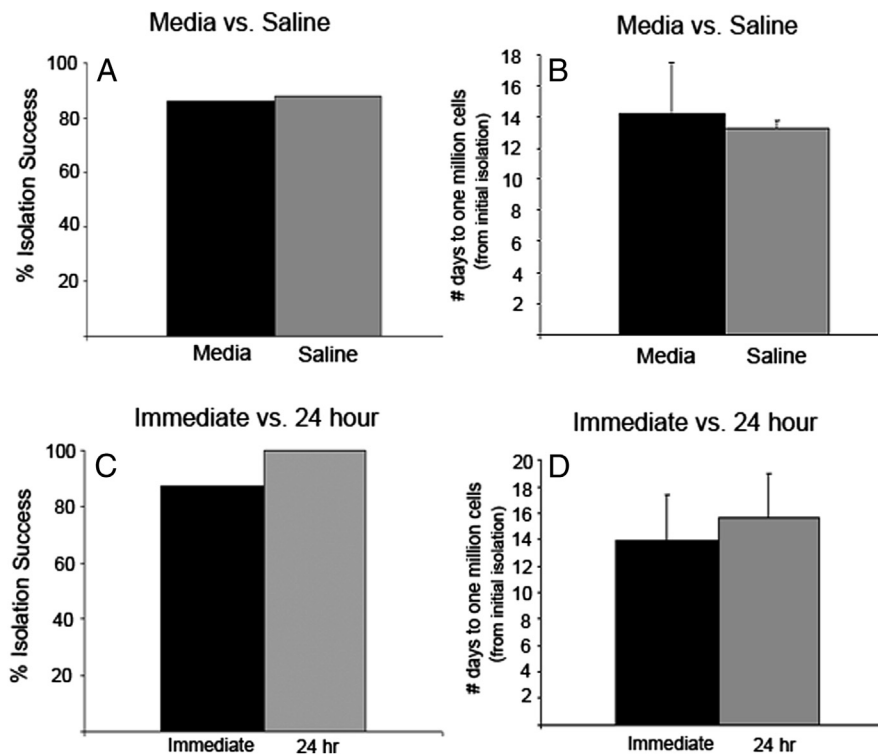 Media vs. Saline
A
% Isolation Success
100
80
60
40
20
Media Saline
Media vs. Saline
B
# days to one million cells
(from initial isolation)
18
16
14
12
10
8
6
4
2
Media Saline
Immediate vs. 24 hour
C
% Isolation Success
100
80
60
40
20
Immediate 24 hr
Immediate vs. 24 hour
D
# days to one million cells
(from initial isolation)
20
18
16
14
12
10
8
6
4
2
Immediate 24 hr